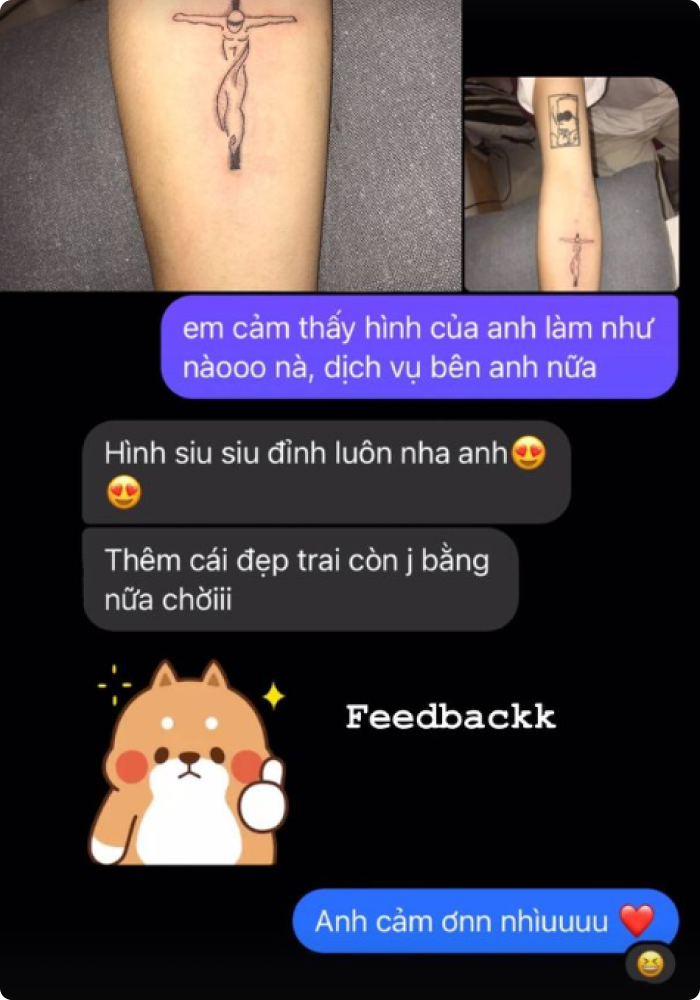 em cảm thấy hình của anh làm như
nàooo nà, dịch vụ bên anh nữa
Hình siu siu đỉnh luôn nha anh😍
😍
Thêm cái đẹp trai còn j bằng
nữa chờiii
Feedbackk
Anh cảm ơnn nhìuuuu ❤️